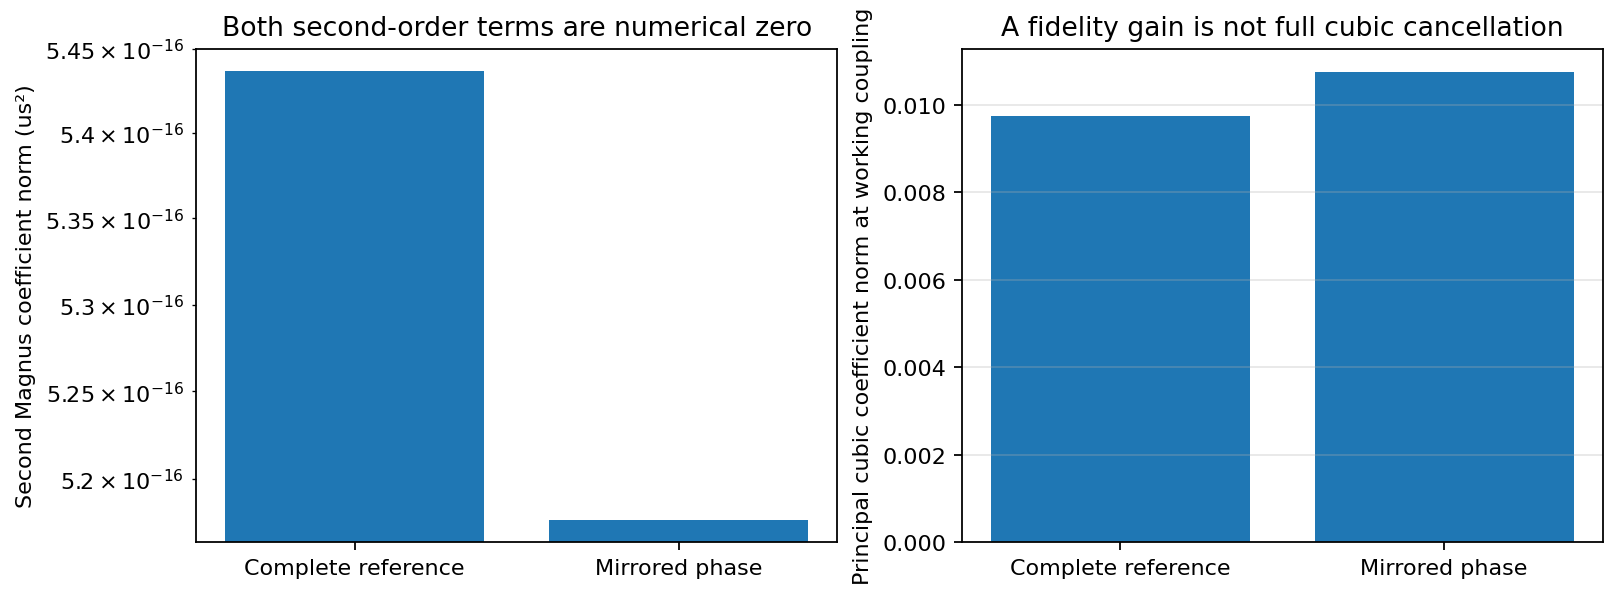 Both second-order terms are numerical zero
Second Magnus coefficient norm (us²)
5.45 × 10⁻¹⁶
5.4 × 10⁻¹⁶
5.35 × 10⁻¹⁶
5.3 × 10⁻¹⁶
5.25 × 10⁻¹⁶
5.2 × 10⁻¹⁶
Complete reference
Mirrored phase
A fidelity gain is not full cubic cancellation
Principal cubic coefficient norm at working coupling
0.010
0.008
0.006
0.004
0.002
0.000
Complete reference
Mirrored phase